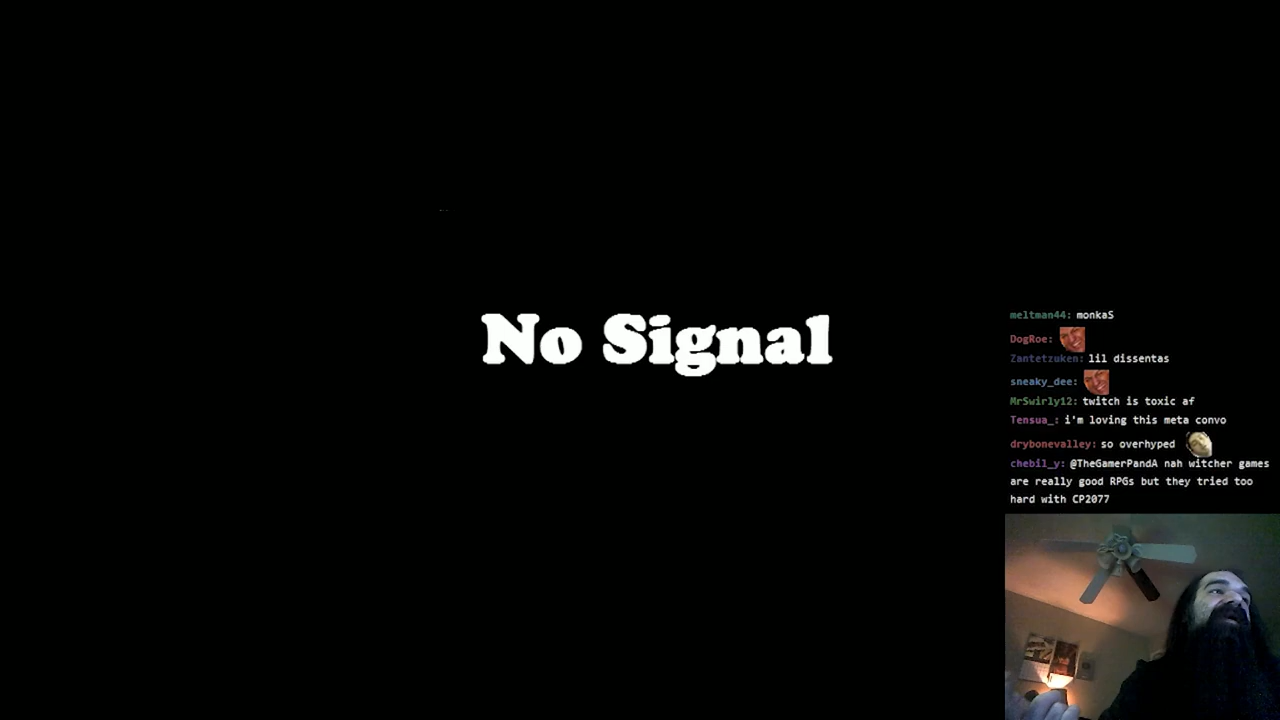 No Signal
meltman44: monkaS
DogRoe:
Zantetzuken: lil dissentas
sneaky_dee:
MrSwirly12: twitch is toxic af
Tensua_: i'm loving this meta convo
drybonevalley: so overhyped
chebil_y: @TheGamerPandA nah witcher games
are really good RPGs but they tried too
hard with CP2077